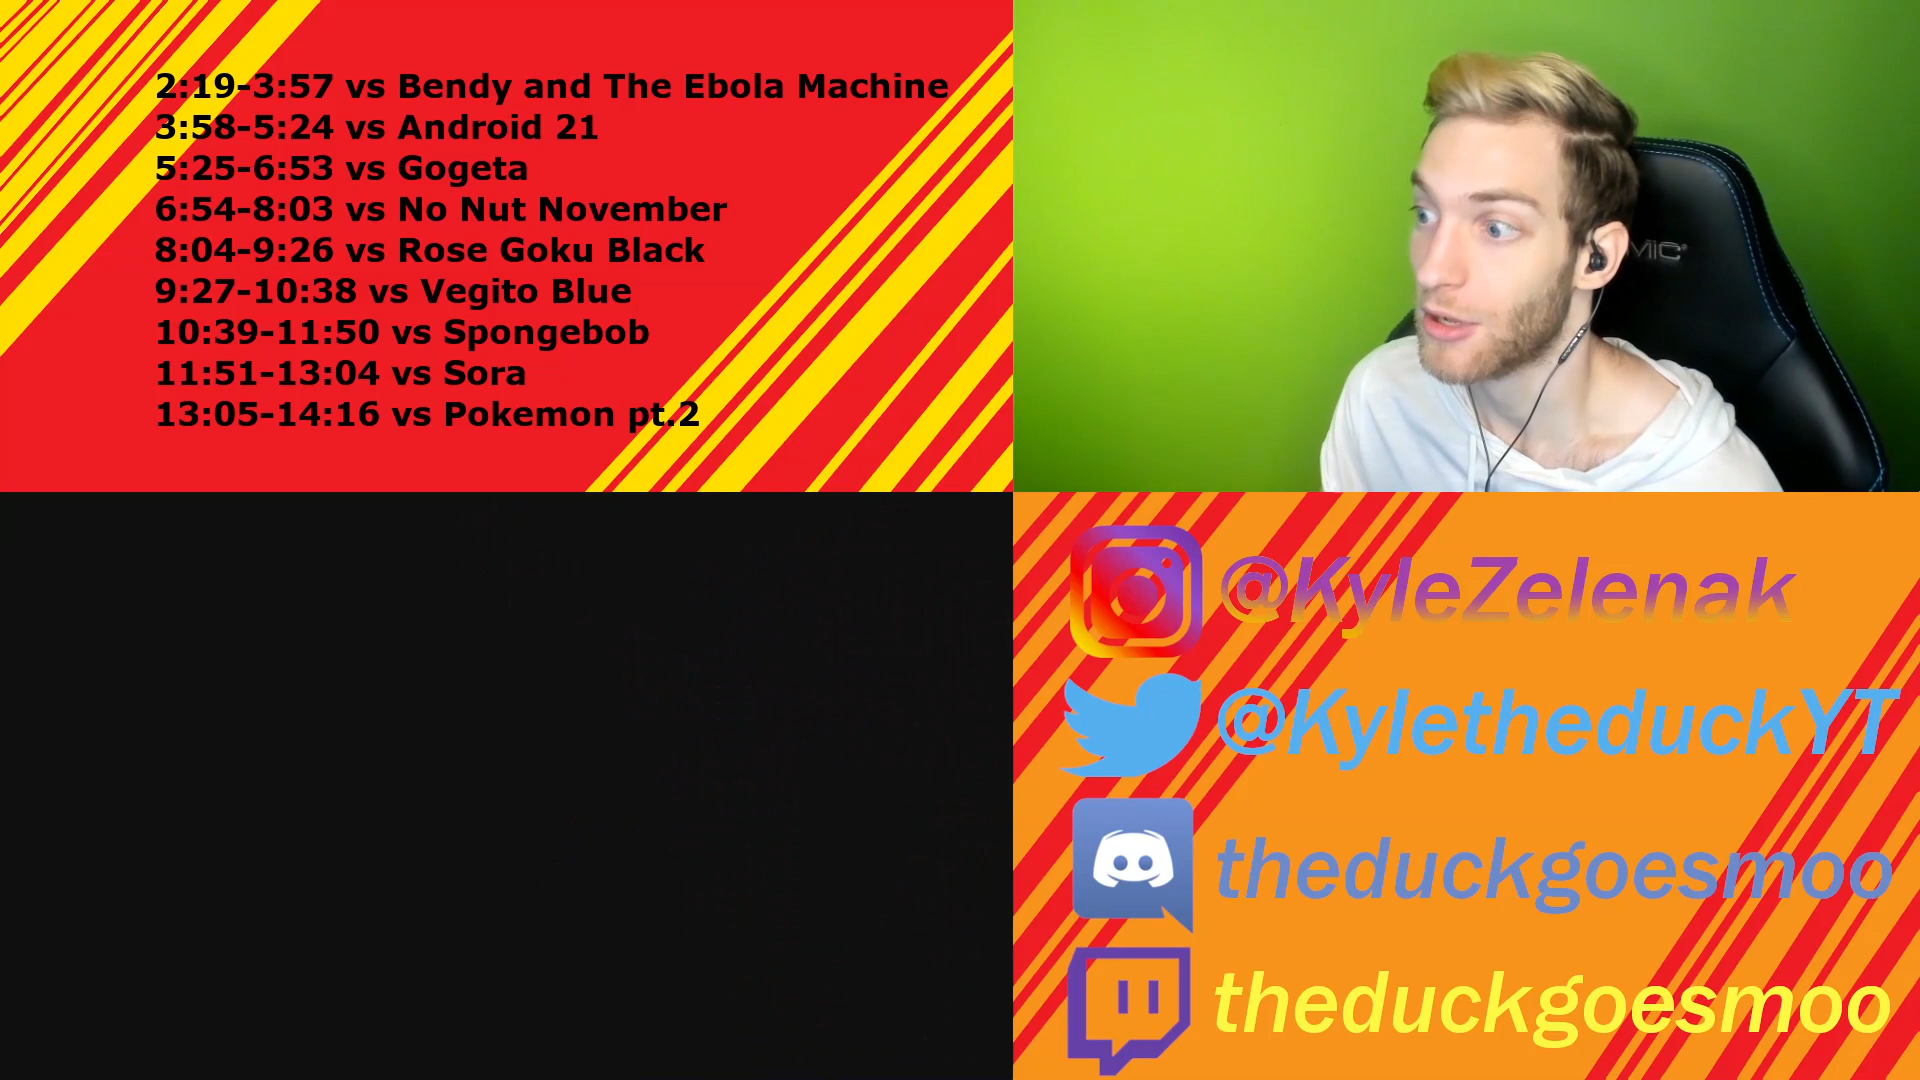 2:19-3:57 vs Bendy and The Ebola Machine
3:58-5:24 vs Android 21
5:25-6:53 vs Gogeta
6:54-8:03 vs No Nut November
8:04-9:26 vs Rose Goku Black
9:27-10:38 vs Vegito Blue
10:39-11:50 vs Spongebob
11:51-13:04 vs Sora
13:05-14:16 vs Pokemon pt.2
@KyleZelenak
@KyletheduckYT
theduckgoesmoo
theduckgoesmoo